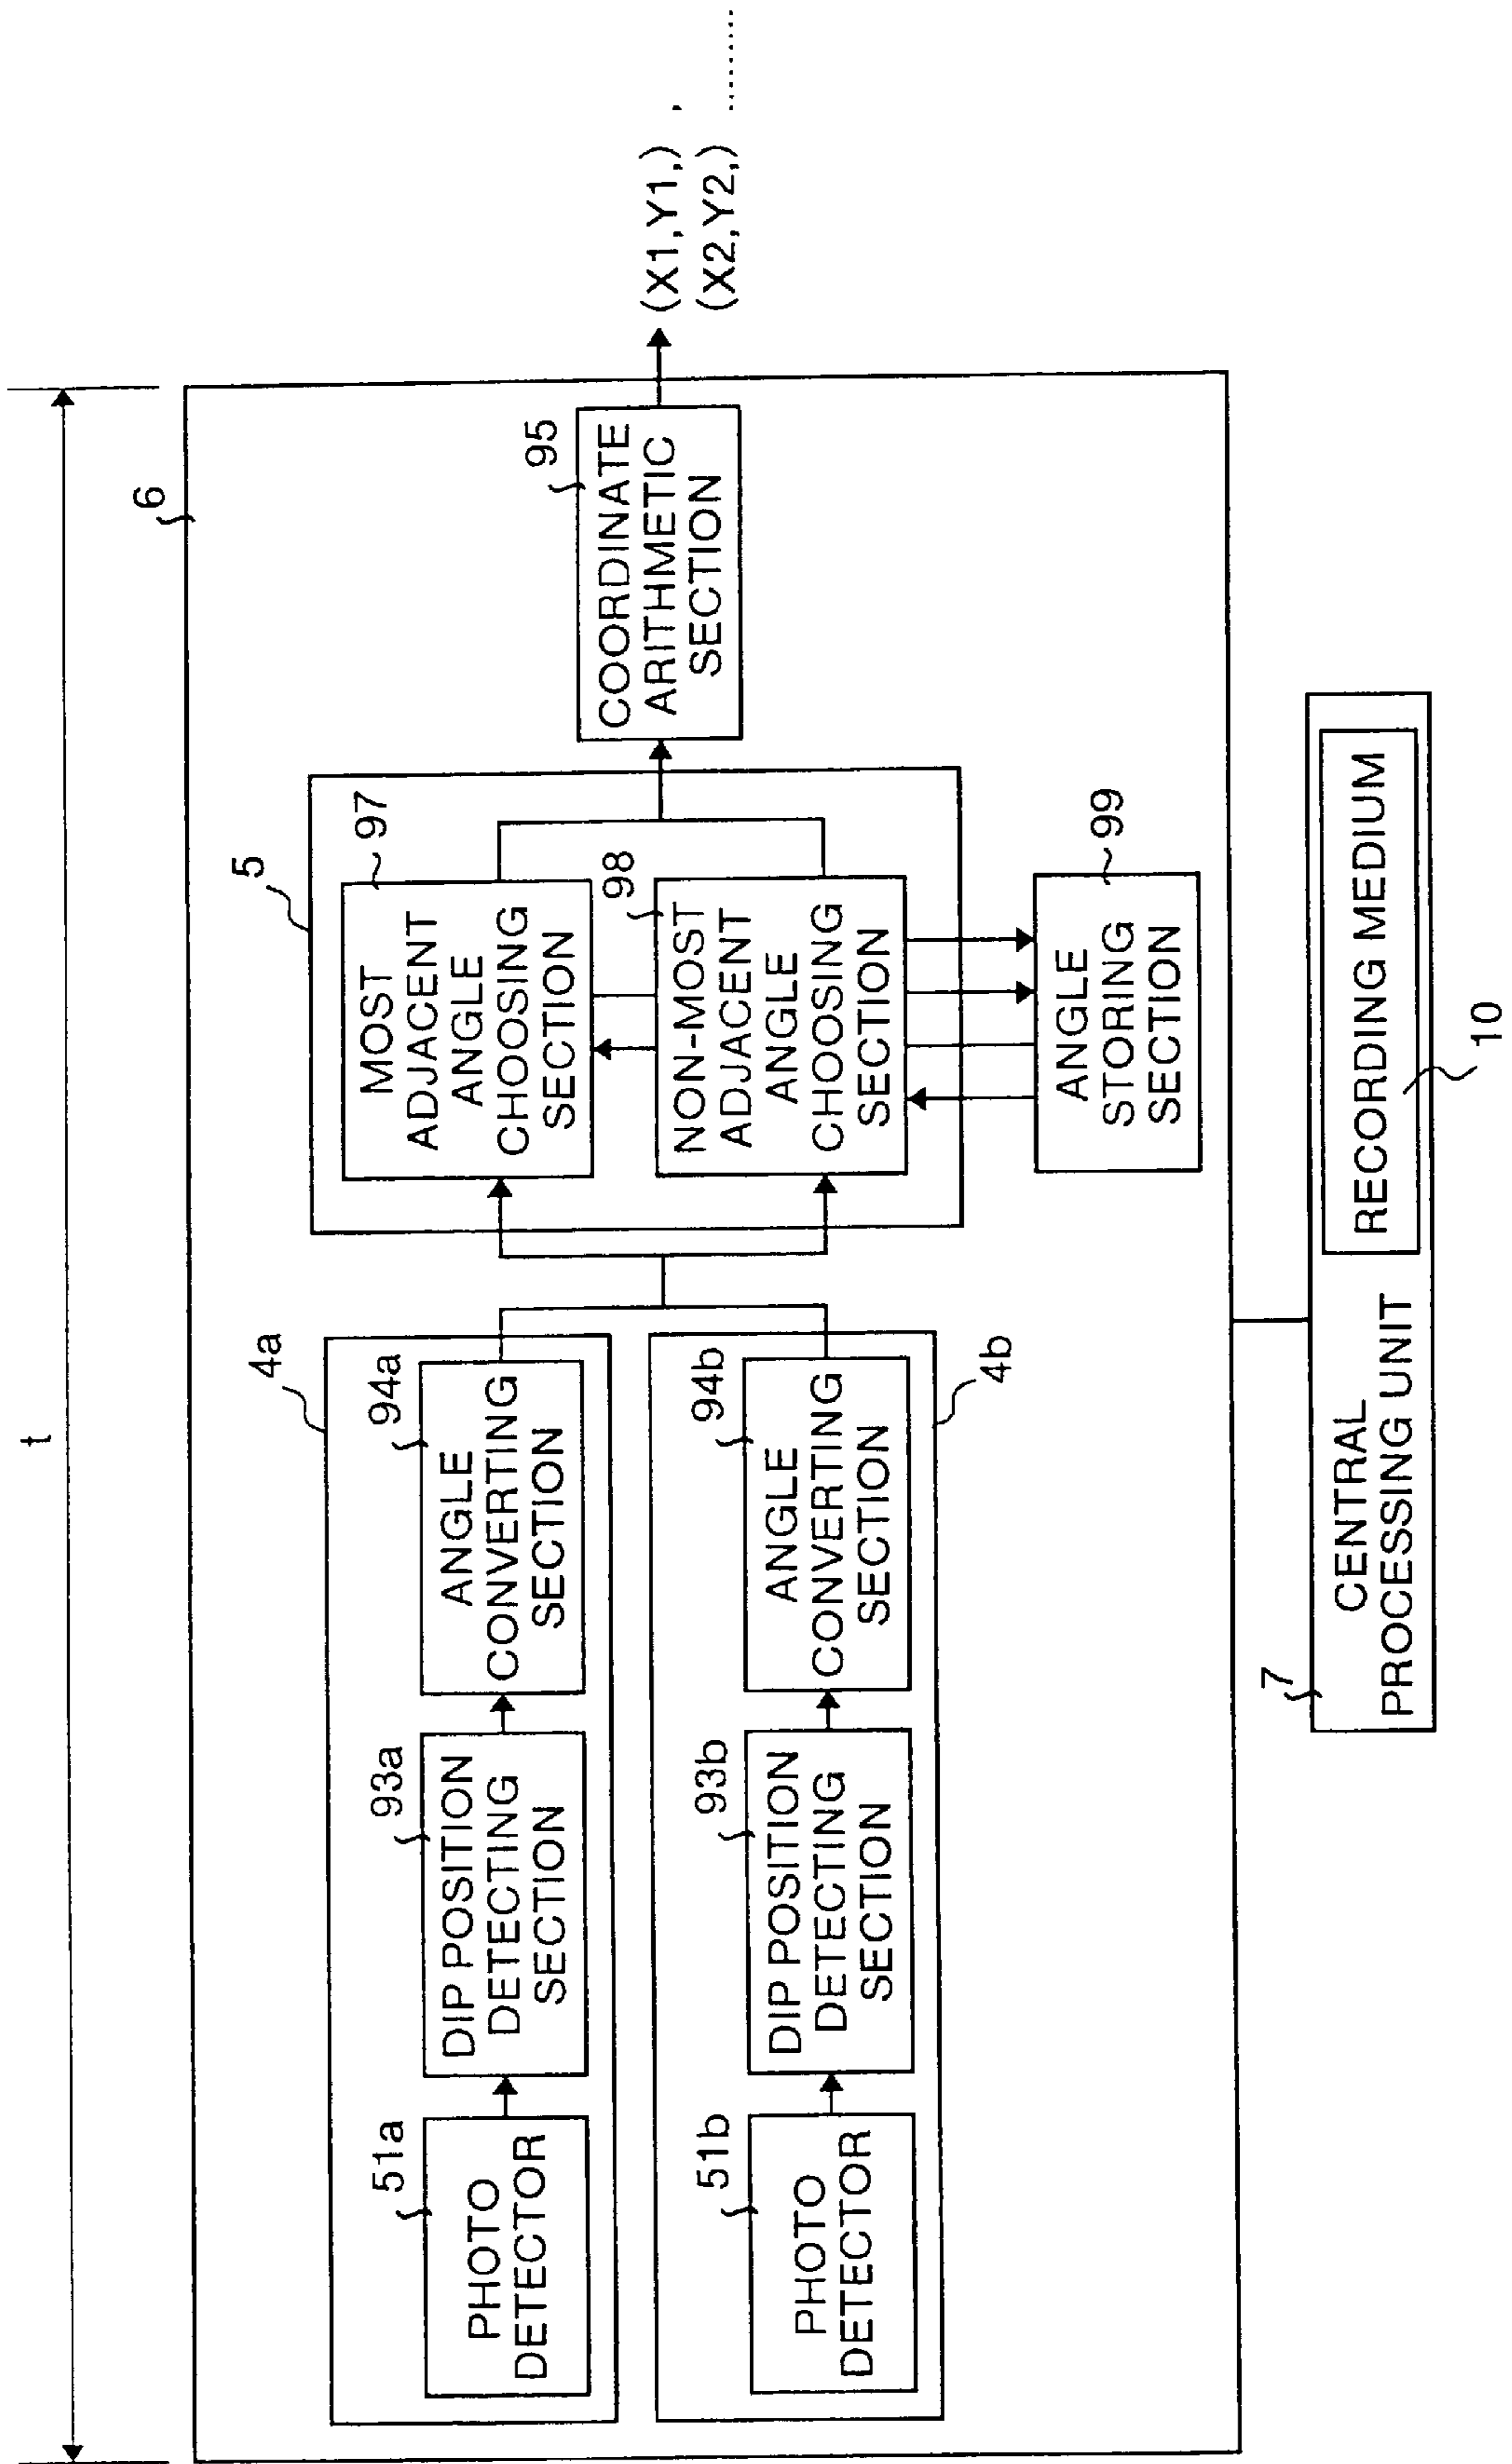 t
6
4a
51a
PHOTO
DETECTOR
93a
DIP POSITION
DETECTING
SECTION
94a
ANGLE
CONVERTING
SECTION
4b
51b
PHOTO
DETECTOR
93b
DIP POSITION
DETECTING
SECTION
94b
ANGLE
CONVERTING
SECTION
5
97
MOST
ADJACENT
ANGLE
CHOOSING
SECTION
98
NON-MOST
ADJACENT
ANGLE
CHOOSING
SECTION
99
ANGLE
STORING
SECTION
95
COORDINATE
ARITHMETIC
SECTION
(X1,Y1,) ,
(X2,Y2,) ........
7
CENTRAL
PROCESSING UNIT
RECORDING MEDIUM
10